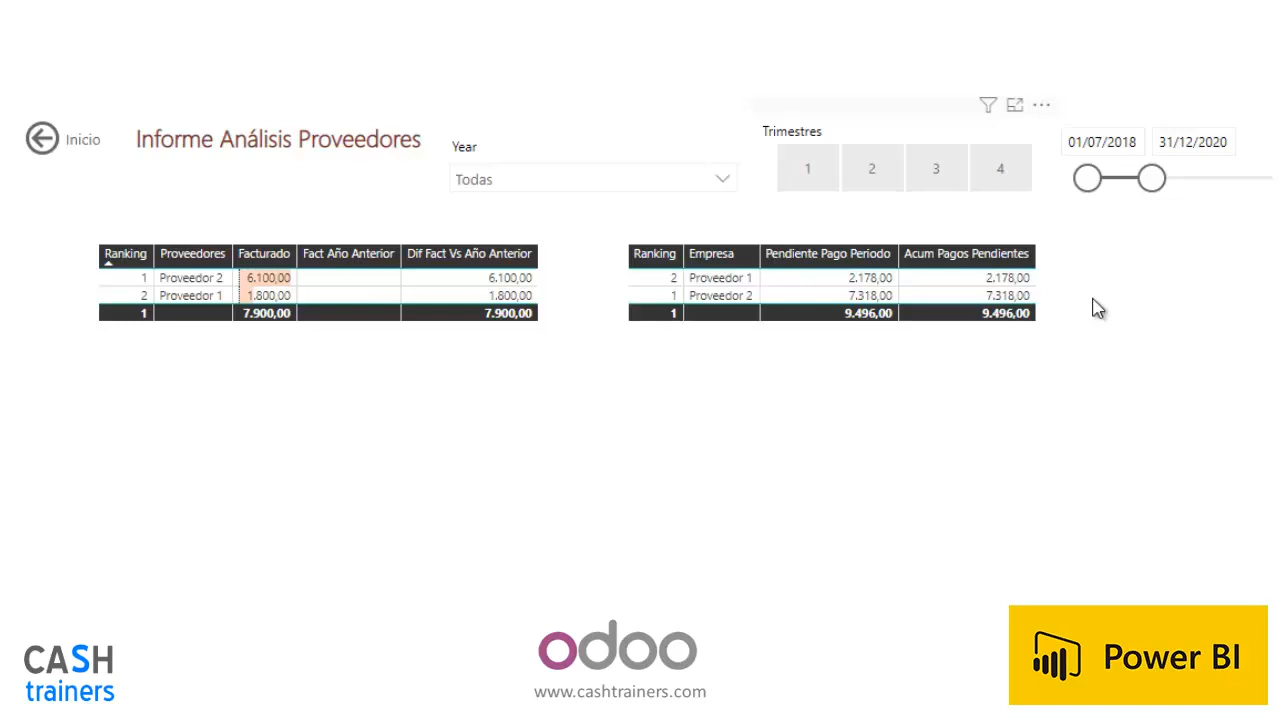 Inicio
Informe Análisis Proveedores
Year
Todas
Trimestres
1 2 3 4
01/07/2018 31/12/2020
Ranking Proveedores Facturado Fact Año Anterior Dif Fact Vs Año Anterior
1 Proveedor 2 6.100,00 6.100,00
2 Proveedor 1 1.800,00 1.800,00
1 7.900,00 7.900,00
Ranking Empresa Pendiente Pago Periodo Acum Pagos Pendientes
2 Proveedor 1 2.178,00 2.178,00
1 Proveedor 2 7.318,00 7.318,00
1 9.496,00 9.496,00
CASH
trainers
odoo
www.cashtrainers.com
Power BI